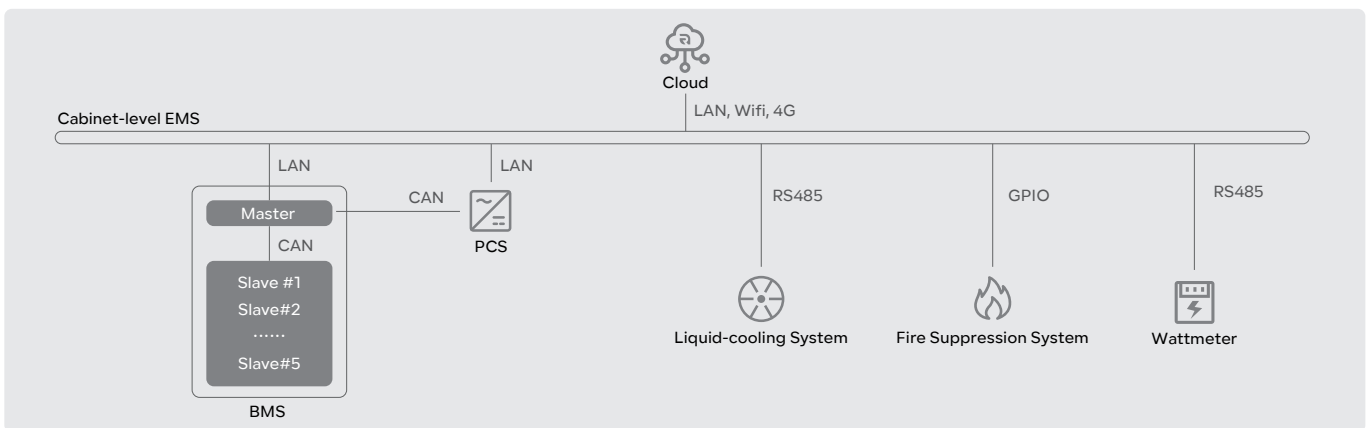 Cloud
LAN, Wifi, 4G
Cabinet-level EMS
LAN
LAN
RS485
GPIO
RS485
CAN
Master
PCS
CAN
Slave #1
Slave#2
......
Slave#5
Liquid-cooling System
Fire Suppression System
Wattmeter
BMS